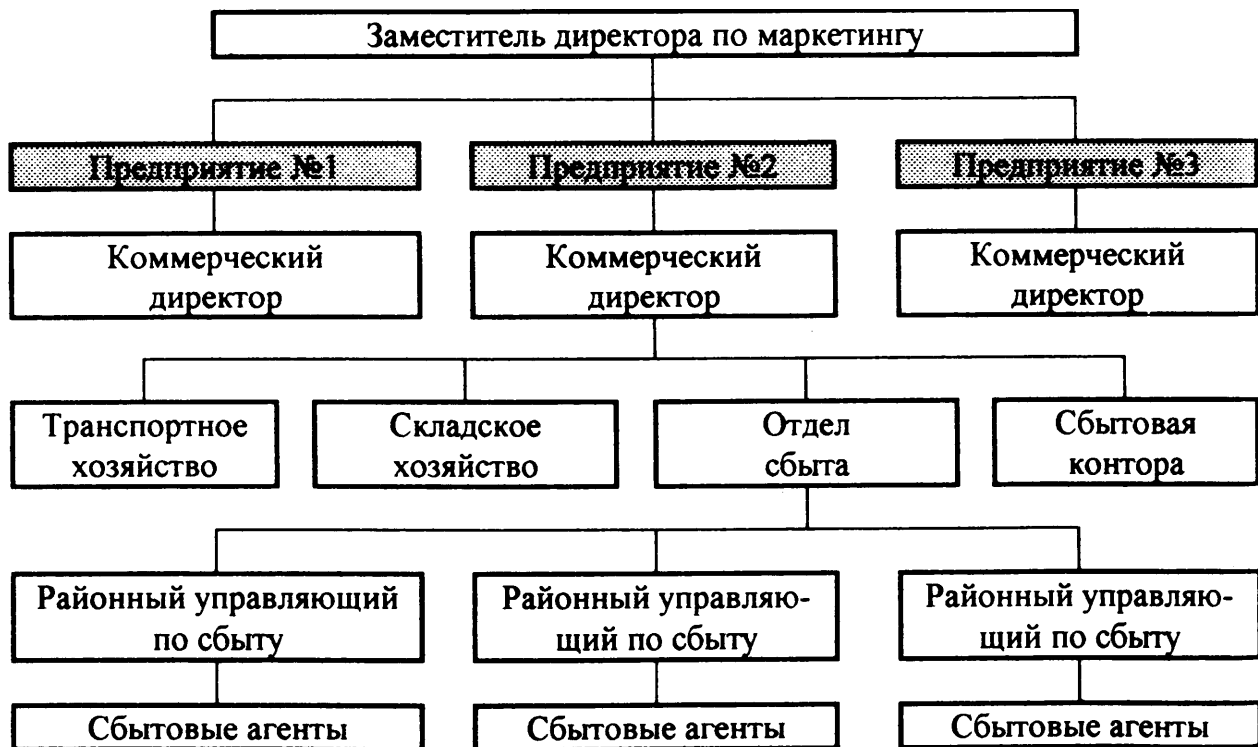 Заместитель директора по маркетингу
Предприятие №1
Предприятие №2
Предприятие №3
Коммерческий
директор
Коммерческий
директор
Коммерческий
директор
Транспортное
хозяйство
Складское
хозяйство
Отдел
сбыта
Сбытовая
контора
Районный управляющий
по сбыту
Районный управляю-
щий по сбыту
Районный управляю-
щий по сбыту
Сбытовые агенты
Сбытовые агенты
Сбытовые агенты